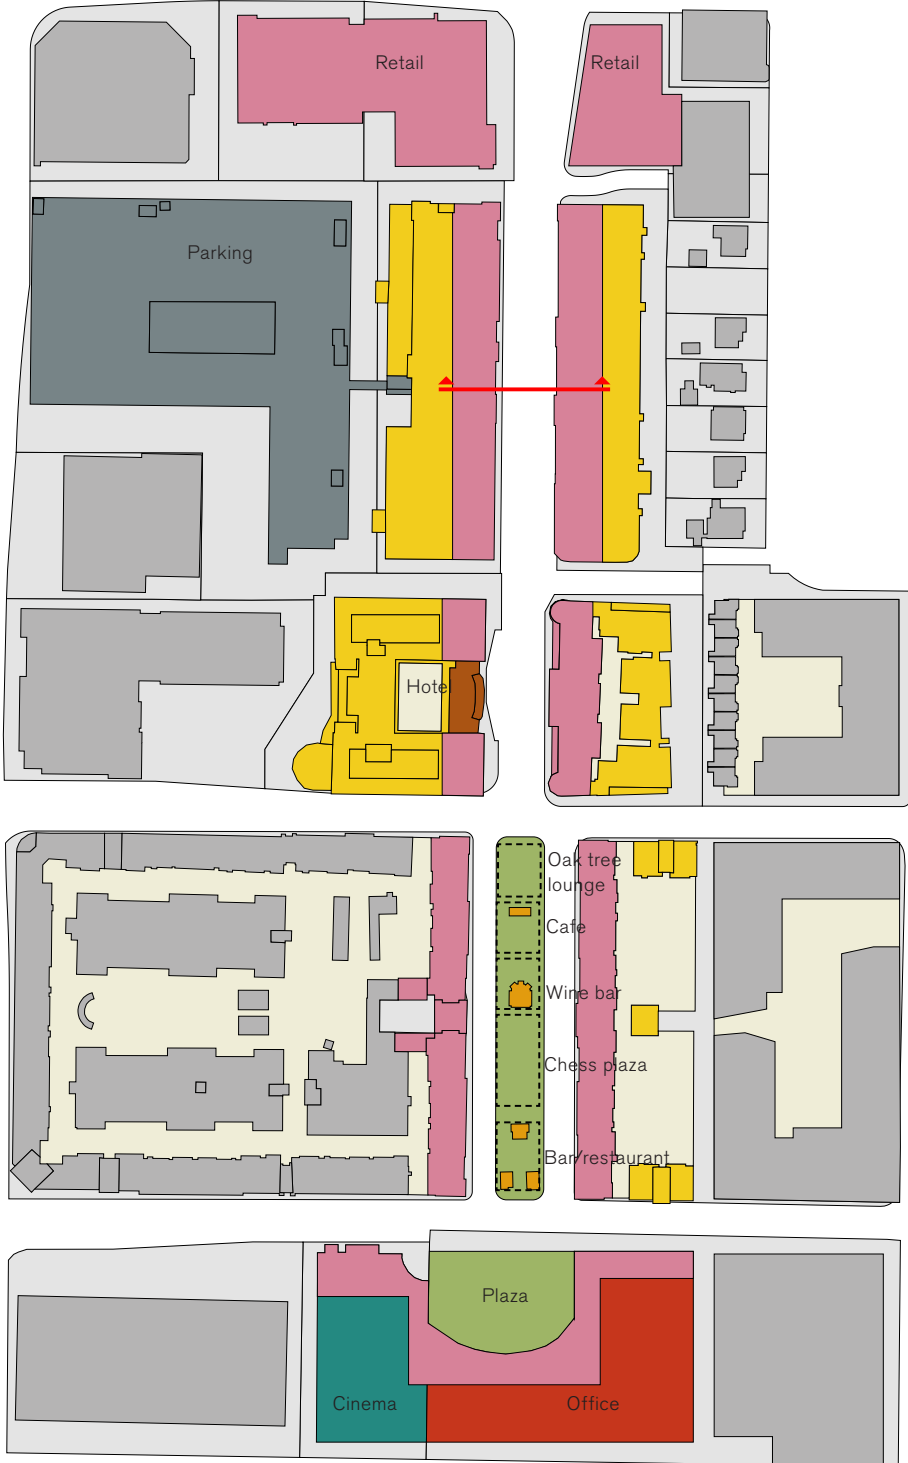 Retail
Retail
Parking
Hotel
Oak tree
lounge
Cafe
Wine bar
Chess plaza
Bar/restaurant
Plaza
Cinema
Office